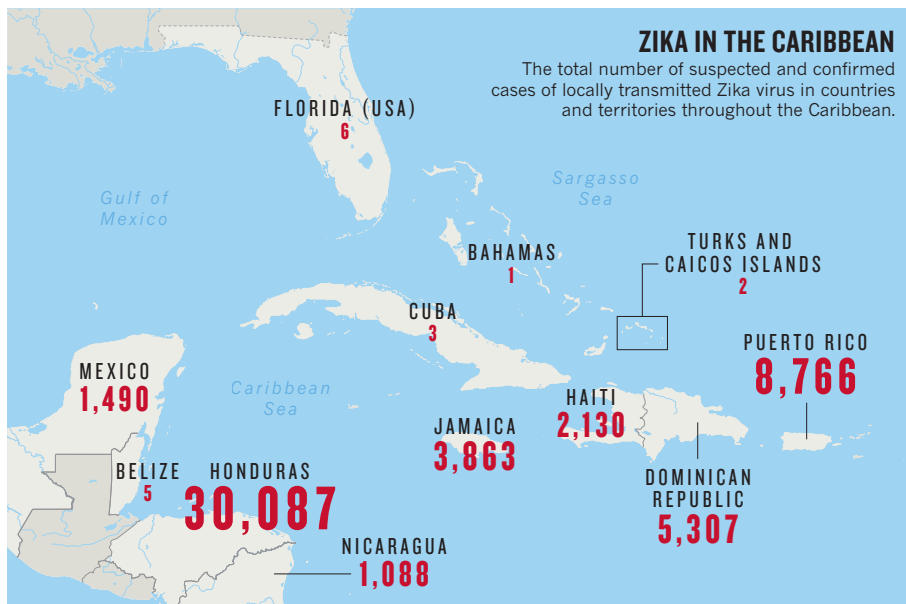 ZIKA IN THE CARIBBEAN
The total number of suspected and confirmed
cases of locally transmitted Zika virus in countries
and territories throughout the Caribbean.
FLORIDA (USA)
6
Gulf of
Mexico
Sargasso
Sea
BAHAMAS
1
TURKS AND
CAICOS ISLANDS
2
CUBA
3
PUERTO RICO
8,766
MEXICO
1,490
Caribbean
Sea
HAITI
2,130
JAMAICA
3,863
DOMINICAN
REPUBLIC
5,307
BELIZE
5
HONDURAS
30,087
NICARAGUA
1,088